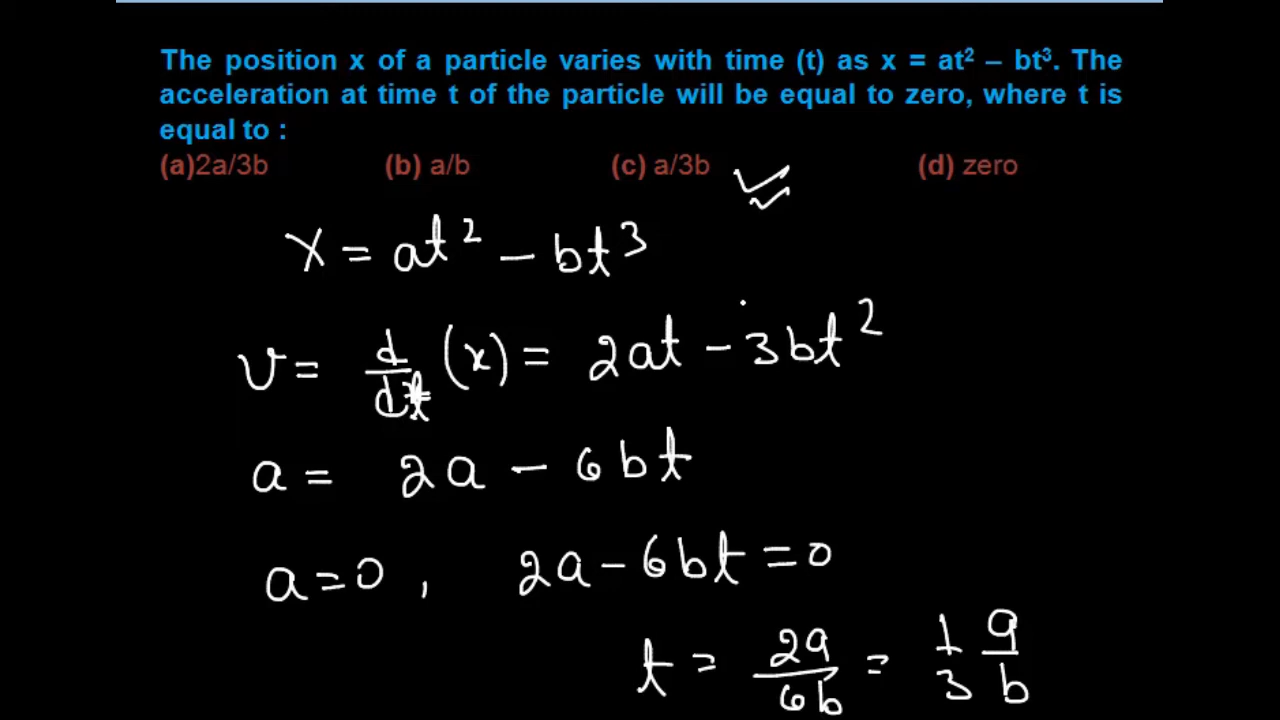 The position x of a particle varies with time (t) as x = at² – bt³. The
acceleration at time t of the particle will be equal to zero, where t is
equal to :
(a)2a/3b (b) a/b (c) a/3b (d) zero
x = at² – bt³
v = d/dt (x) = 2at – 3bt²
a = 2a – 6bt
a=0, 2a – 6bt = 0
t = 2a/6b = 1/3 a/b